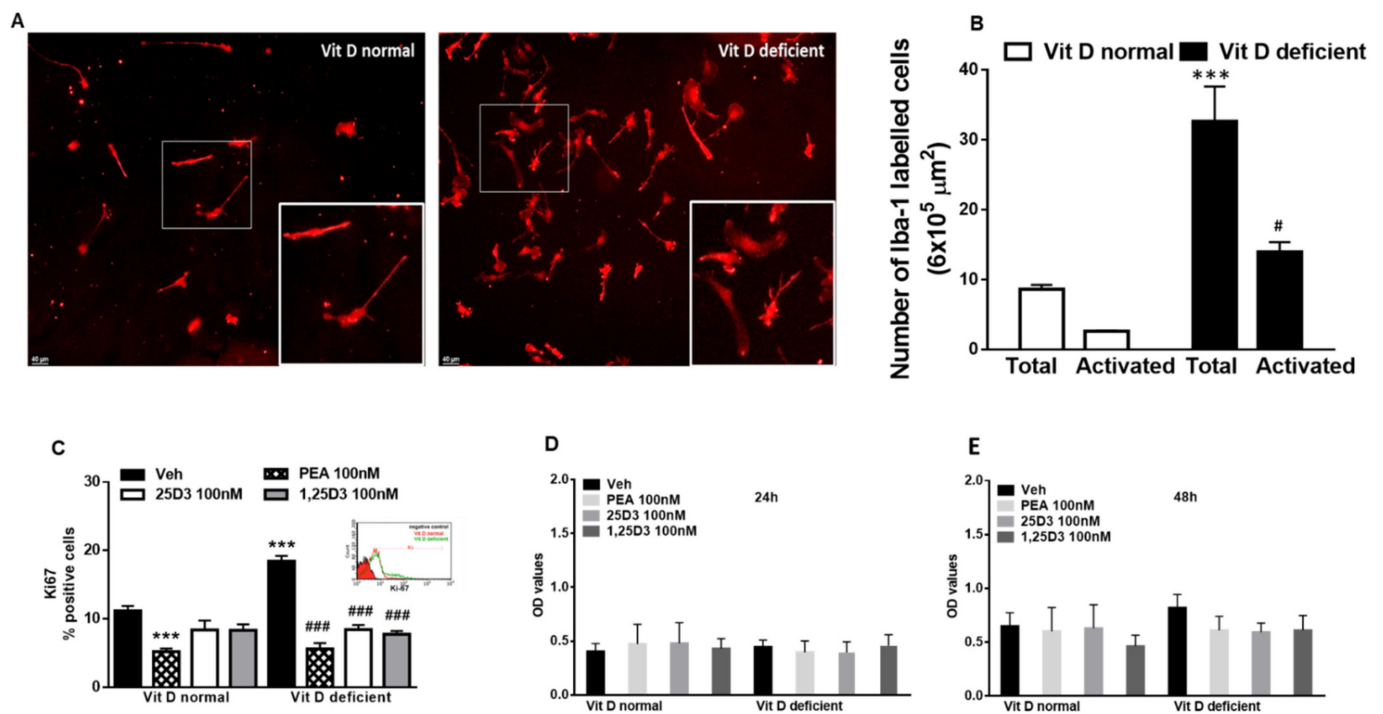 A
Vit D normal
Vit D deficient
40 µm
40 µm
B
Vit D normal
Vit D deficient
Number of Iba-1 labelled cells
(6x10⁵ µm²)
40
30
20
10
0
***
#
Total
Activated
Total
Activated
C
Veh
PEA 100nM
25D3 100nM
1,25D3 100nM
Ki67
% positive cells
30
20
10
0
***
***
###
###
###
negative control
Vit D normal
Vit D deficient
Count
Ki-67
Vit D normal
Vit D deficient
D
Veh
PEA 100nM
25D3 100nM
1,25D3 100nM
24h
OD values
2.0
1.5
1.0
0.5
0.0
Vit D normal
Vit D deficient
E
Veh
PEA 100nM
25D3 100nM
1,25D3 100nM
48h
OD values
2.0
1.5
1.0
0.5
0.0
Vit D normal
Vit D deficient